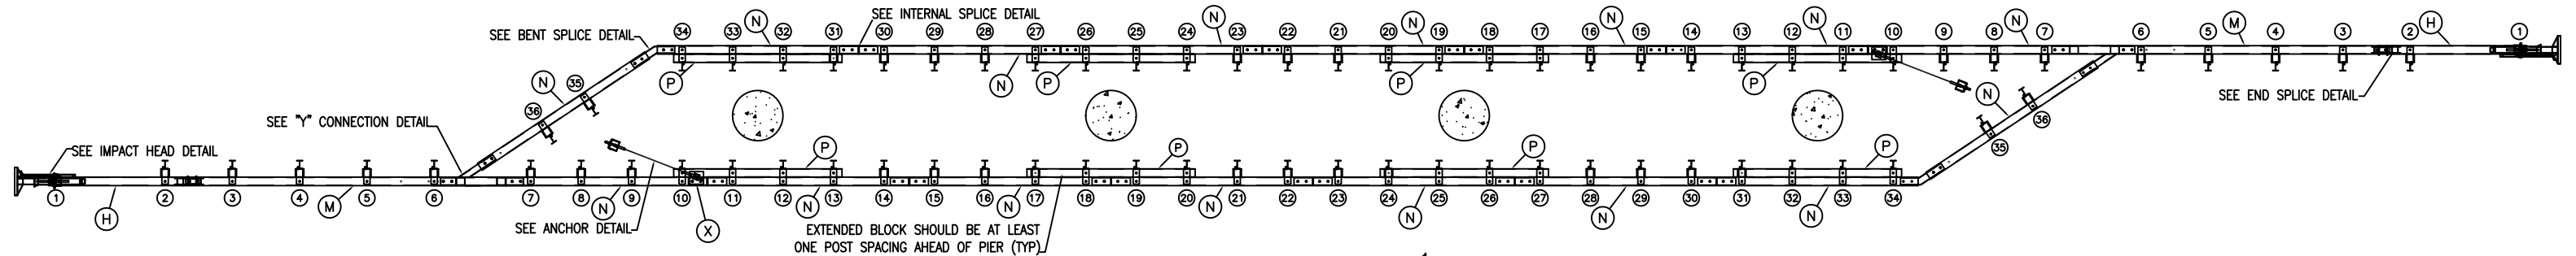 34 33 N 32 31 SEE INTERNAL SPLICE DETAIL 30 29 28 27 26 25 24 N 23 22 21 20 N 19 18 17 16 N 15 14 13 12 N 11 10 9 8 N 7 6 5 M 4 3 2 H 1
SEE BENT SPLICE DETAIL
N 35 P N P P P N SEE END SPLICE DETAIL
36 36
SEE "Y" CONNECTION DETAIL
35
SEE IMPACT HEAD DETAIL P P P P
1 H 2 3 4 M 5 6 7 8 N 9 10 11 12 N 13 14 15 16 N 17 18 19 20 N 21 22 23 24 N 25 26 27 28 N 29 30 31 32 N 33 34
SEE ANCHOR DETAIL X EXTENDED BLOCK SHOULD BE AT LEAST
ONE POST SPACING AHEAD OF PIER (TYP)